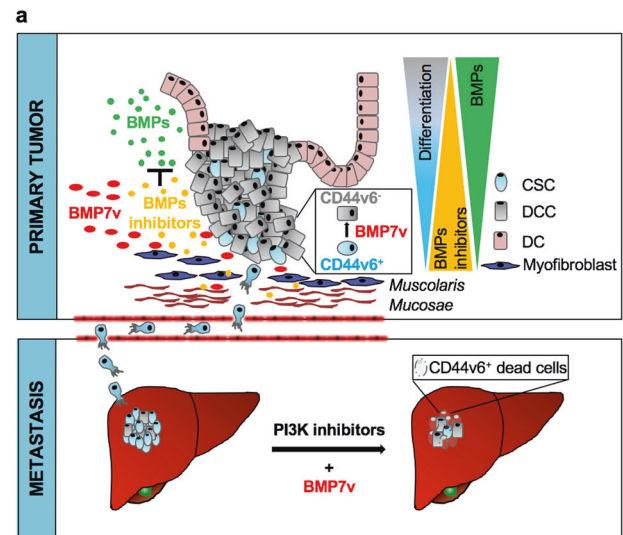 a
PRIMARY TUMOR
BMPs
BMP7v
BMPs
inhibitors
CD44v6-
BMP7v
CD44v6+
Differentiation
BMPs
inhibitors
BMPs
CSC
DCC
DC
Myofibroblast
Muscolaris
Mucosae
METASTASIS
PI3K inhibitors
+
BMP7v
CD44v6+ dead cells